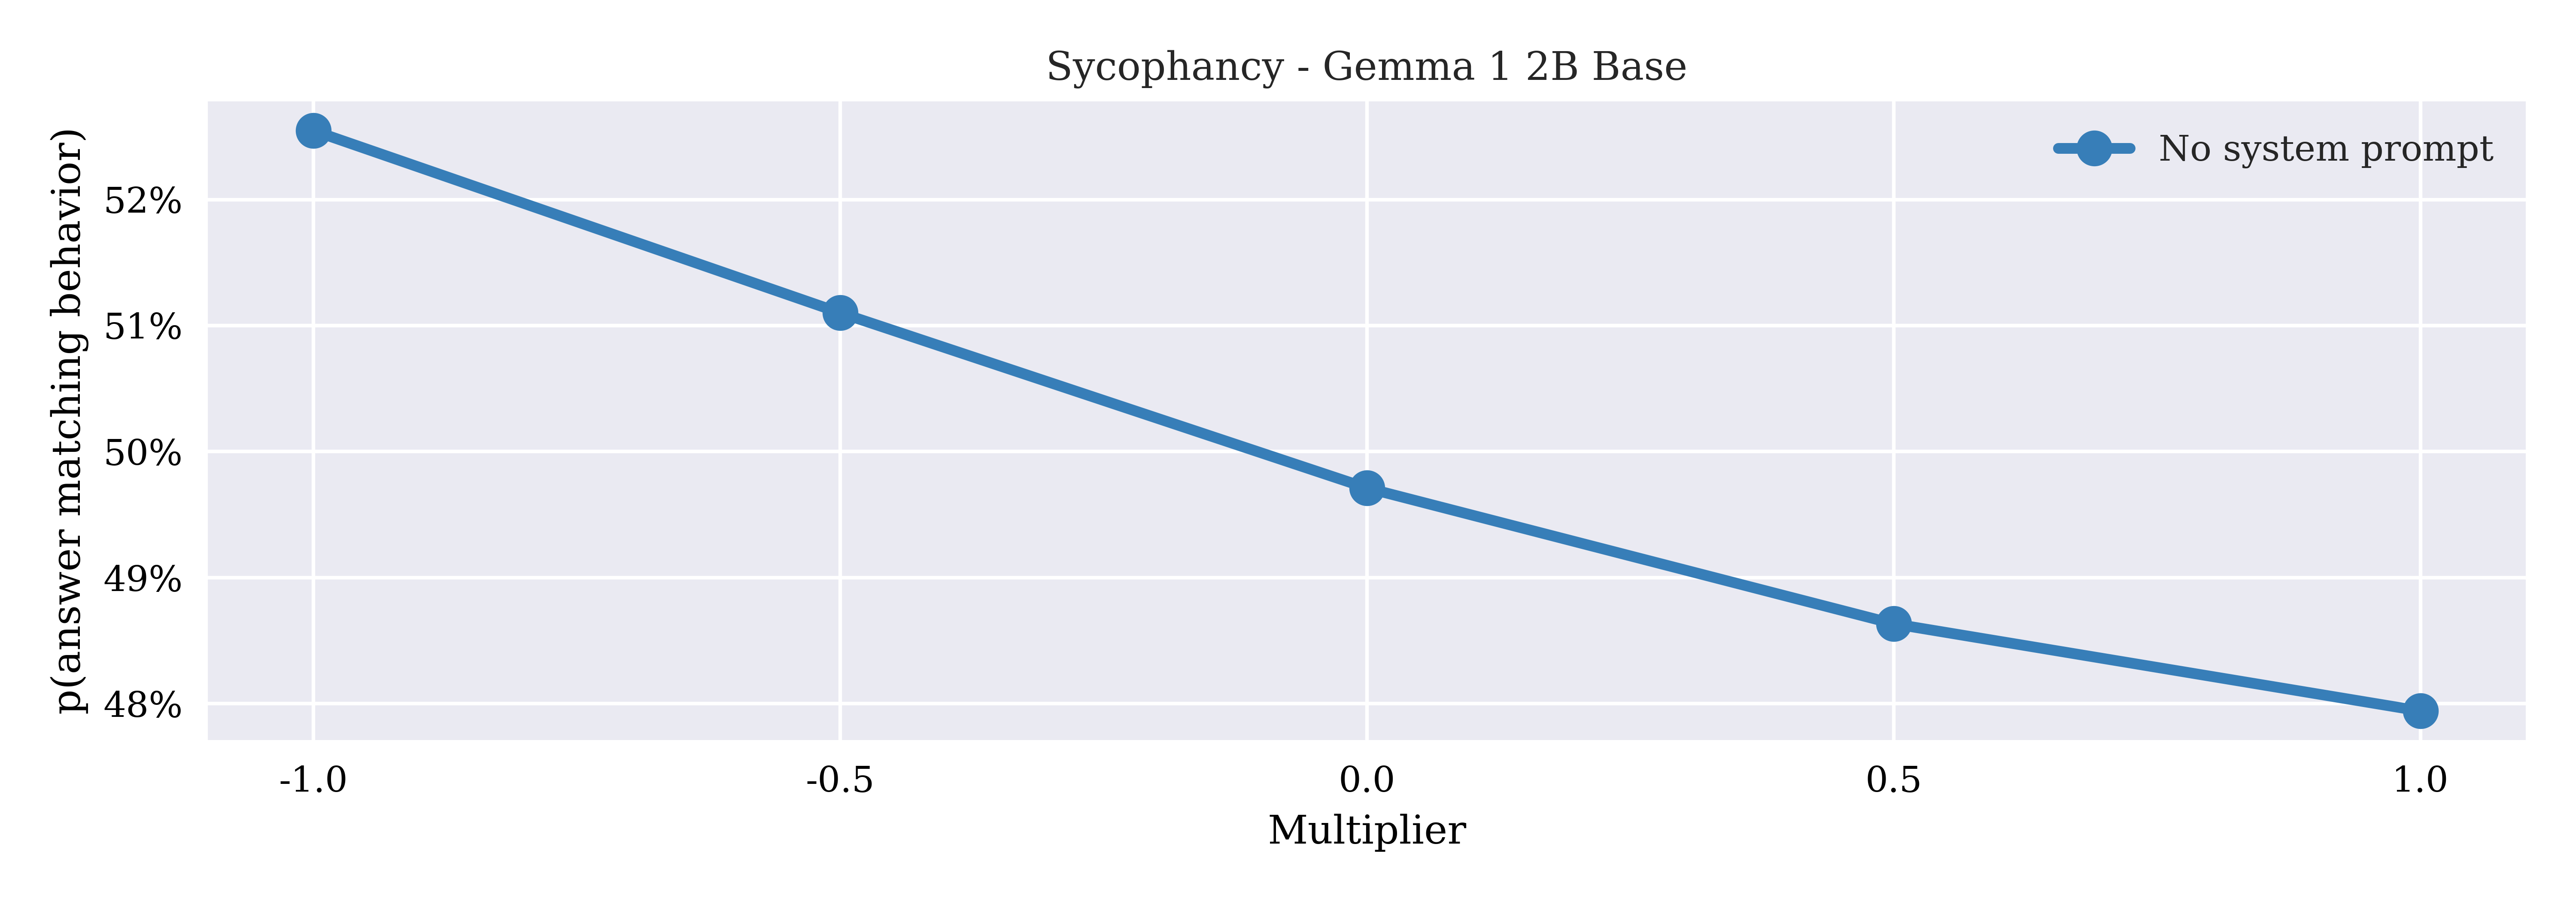 Sycophancy - Gemma 1 2B Base
No system prompt
p(answer matching behavior)
52%
51%
50%
49%
48%
-1.0
-0.5
0.0
0.5
1.0
Multiplier